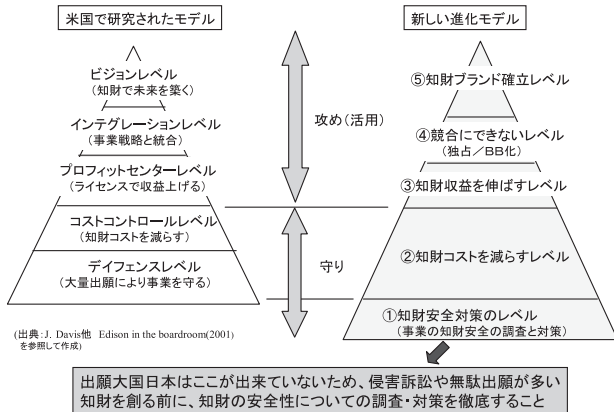 米国で研究されたモデル
ビジョンレベル
(知財で未来を築く)
インテグレーションレベル
(事業戦略と統合)
プロフィットセンターレベル
(ライセンスで収益上げる)
コストコントロールレベル
(知財コストを減らす)
デイフェンスレベル
(大量出願により事業を守る)
(出典:J. Davis他 Edison in the boardroom(2001)
を参照して作成)
攻め(活用)
守り
新しい進化モデル
⑤知財ブランド確立レベル
④競合にできないレベル
(独占/BB化)
③知財収益を伸ばすレベル
②知財コストを減らすレベル
①知財安全対策のレベル
(事業の知財安全の調査と対策)
出願大国日本はここが出来ていないため、侵害訴訟や無駄出願が多い
知財を創る前に、知財の安全性についての調査・対策を徹底すること